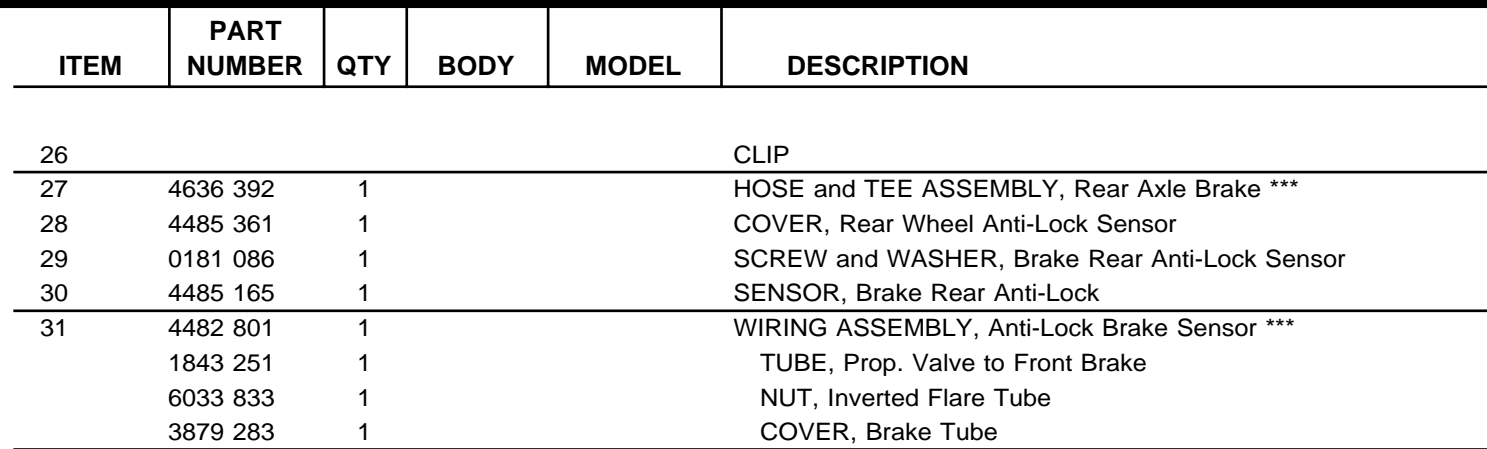 PART
ITEM NUMBER QTY BODY MODEL DESCRIPTION
26 CLIP
27 4636 392 1 HOSE and TEE ASSEMBLY, Rear Axle Brake ***
28 4485 361 1 COVER, Rear Wheel Anti-Lock Sensor
29 0181 086 1 SCREW and WASHER, Brake Rear Anti-Lock Sensor
30 4485 165 1 SENSOR, Brake Rear Anti-Lock
31 4482 801 1 WIRING ASSEMBLY, Anti-Lock Brake Sensor ***
1843 251 1 TUBE, Prop. Valve to Front Brake
6033 833 1 NUT, Inverted Flare Tube
3879 283 1 COVER, Brake Tube